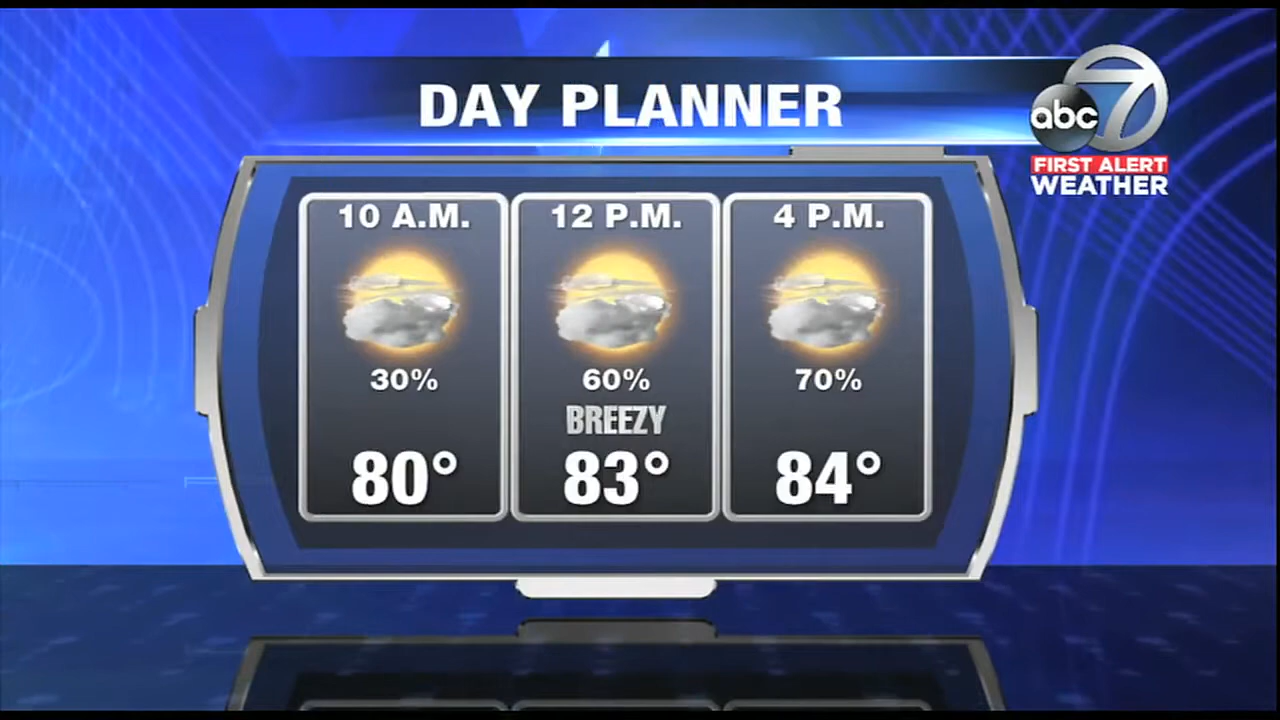 DAY PLANNER
abc 7
FIRST ALERT
WEATHER
10 A.M.
30%
80°
12 P.M.
60%
BREEZY
83°
4 P.M.
70%
84°